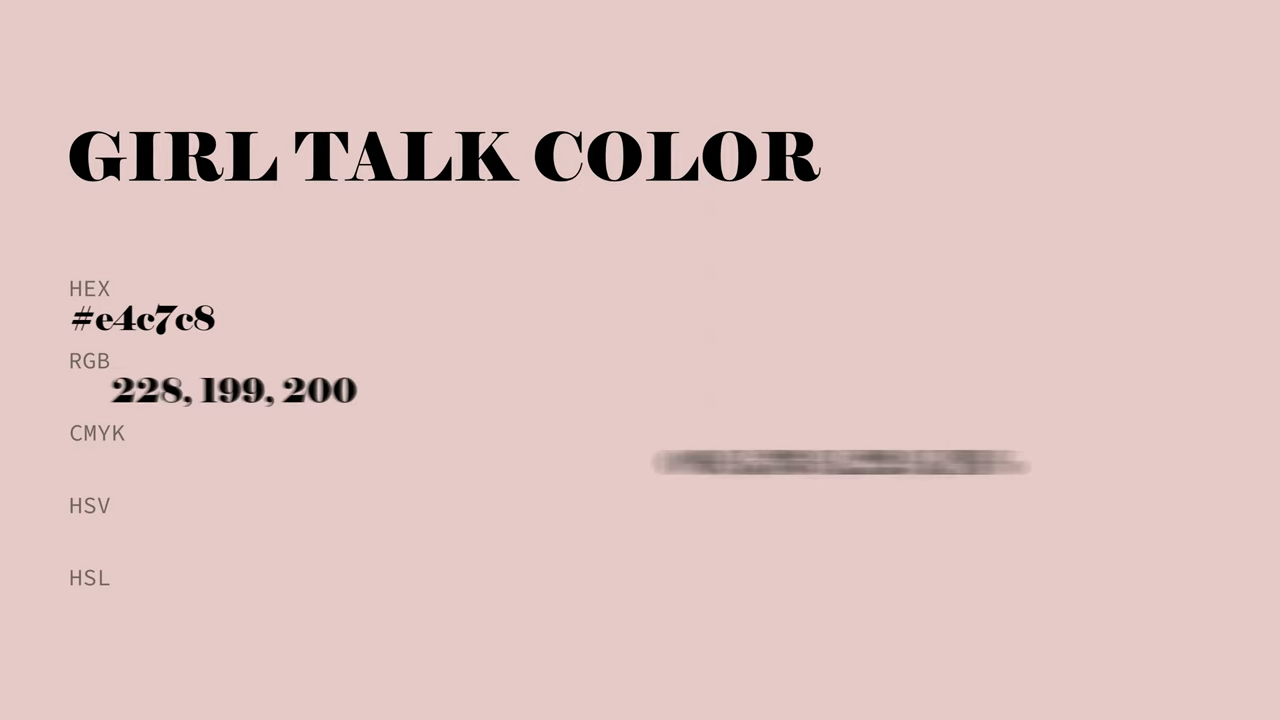 GIRL TALK COLOR
HEX
#e4c7c8
RGB
228, 199, 200
CMYK
HSV
HSL